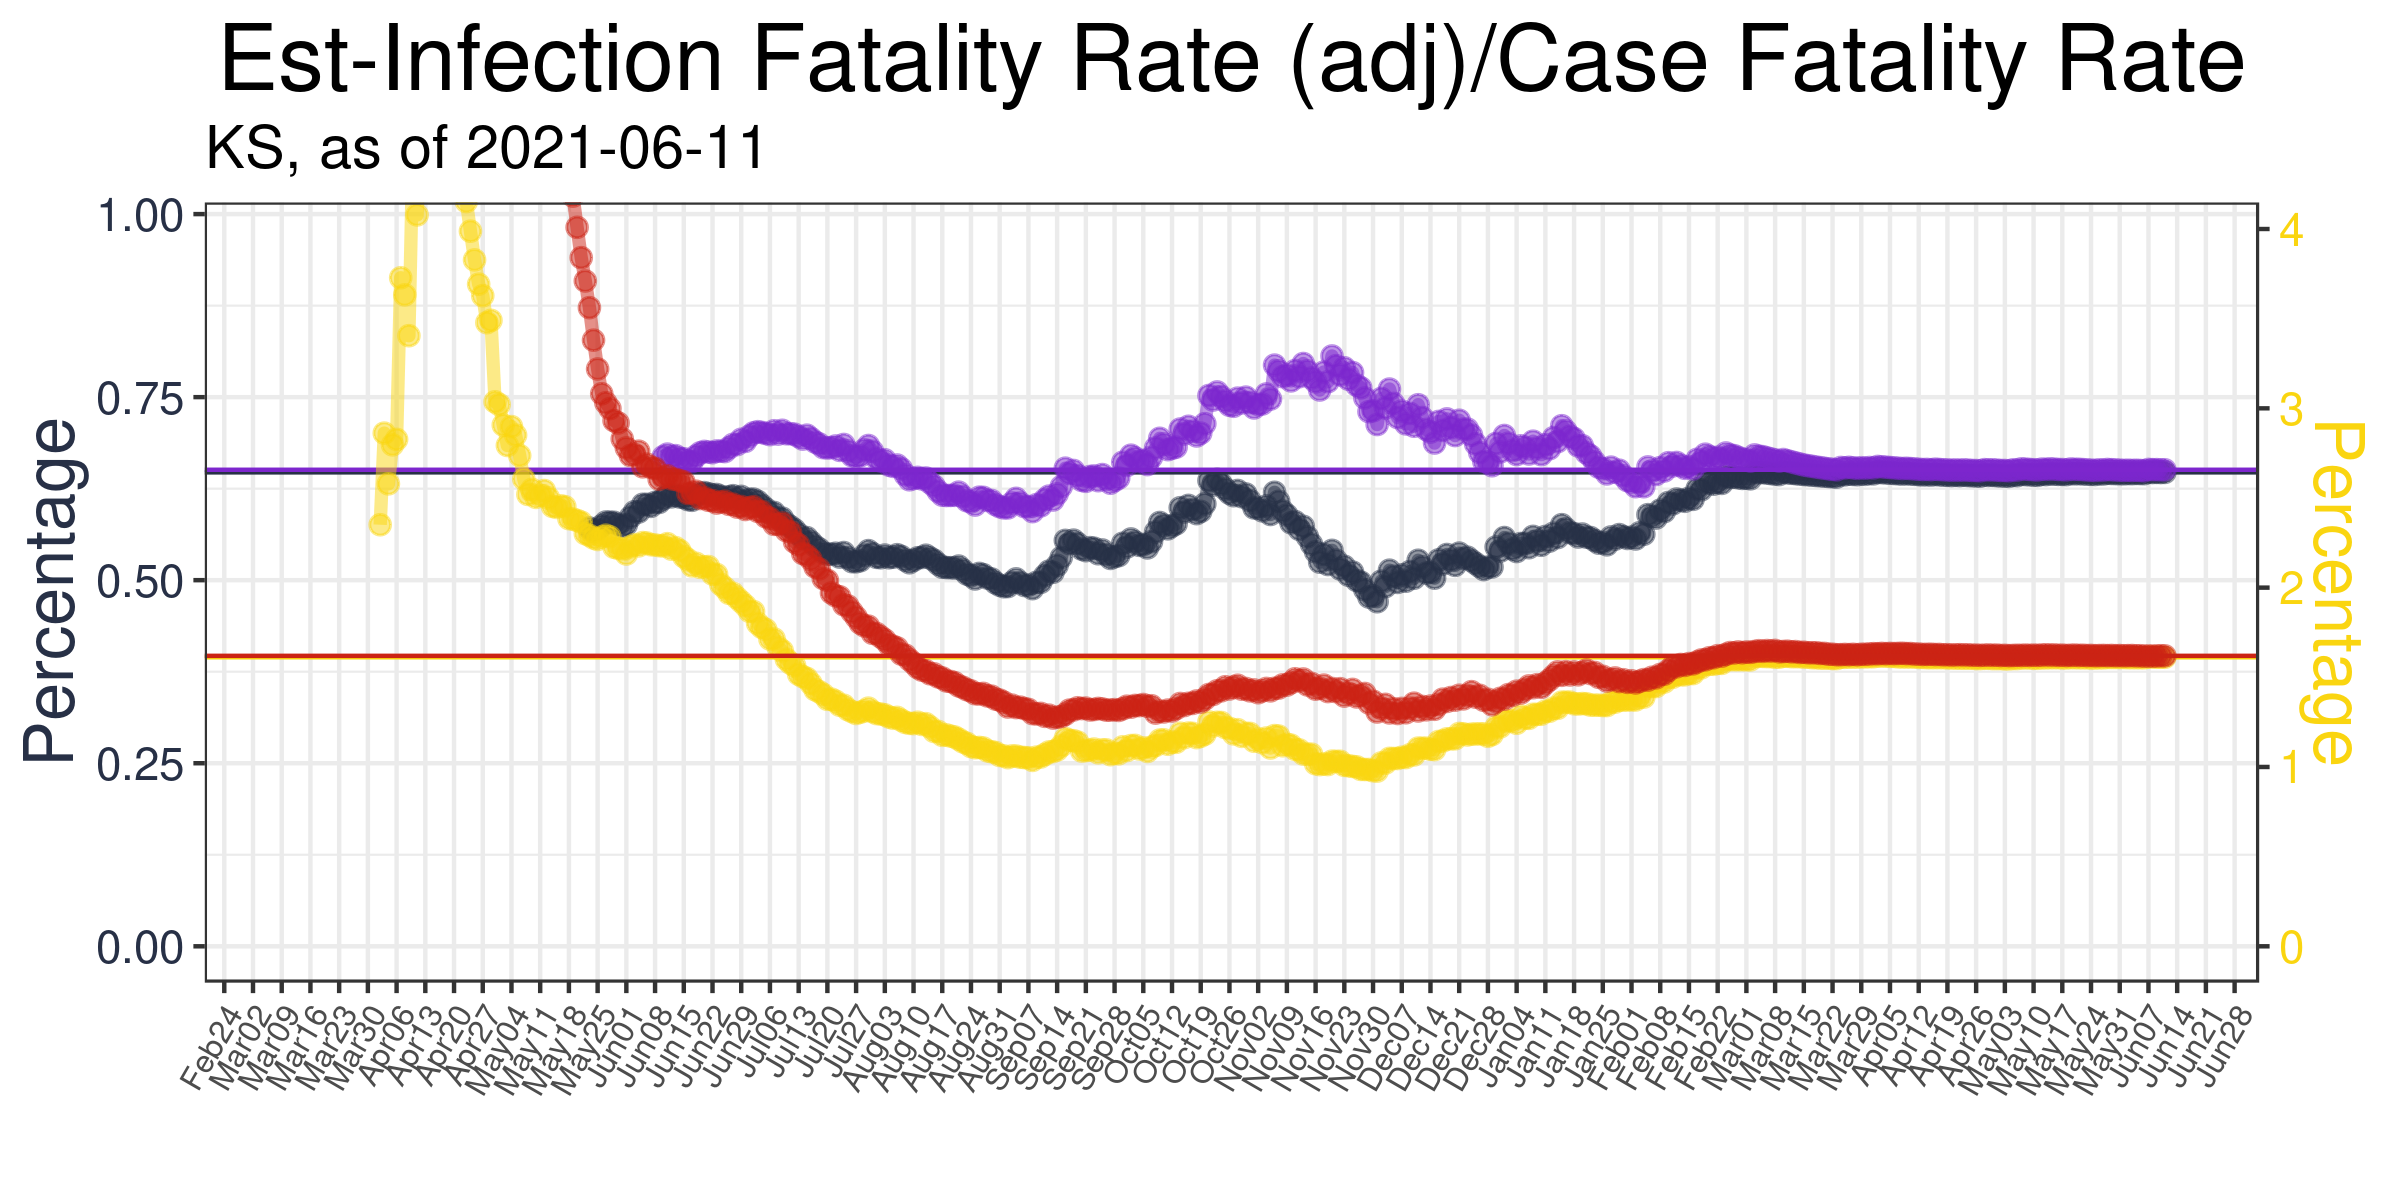 Est-Infection Fatality Rate (adj)/Case Fatality Rate
KS, as of 2021-06-11
Percentage
1.00
0.75
0.50
0.25
0.00
4
3
2
1
0
Percentage
Feb24
Mar02
Mar09
Mar16
Mar23
Mar30
Apr06
Apr13
Apr20
Apr27
May04
May11
May18
May25
Jun01
Jun08
Jun15
Jun22
Jun29
Jul06
Jul13
Jul20
Jul27
Aug03
Aug10
Aug17
Aug24
Aug31
Sep07
Sep14
Sep21
Sep28
Oct05
Oct12
Oct19
Oct26
Nov02
Nov09
Nov16
Nov23
Nov30
Dec07
Dec14
Dec21
Dec28
Jan04
Jan11
Jan18
Jan25
Feb01
Feb08
Feb15
Feb22
Mar01
Mar08
Mar15
Mar22
Mar29
Apr05
Apr12
Apr19
Apr26
May03
May10
May17
May24
May31
Jun07
Jun14
Jun21
Jun28